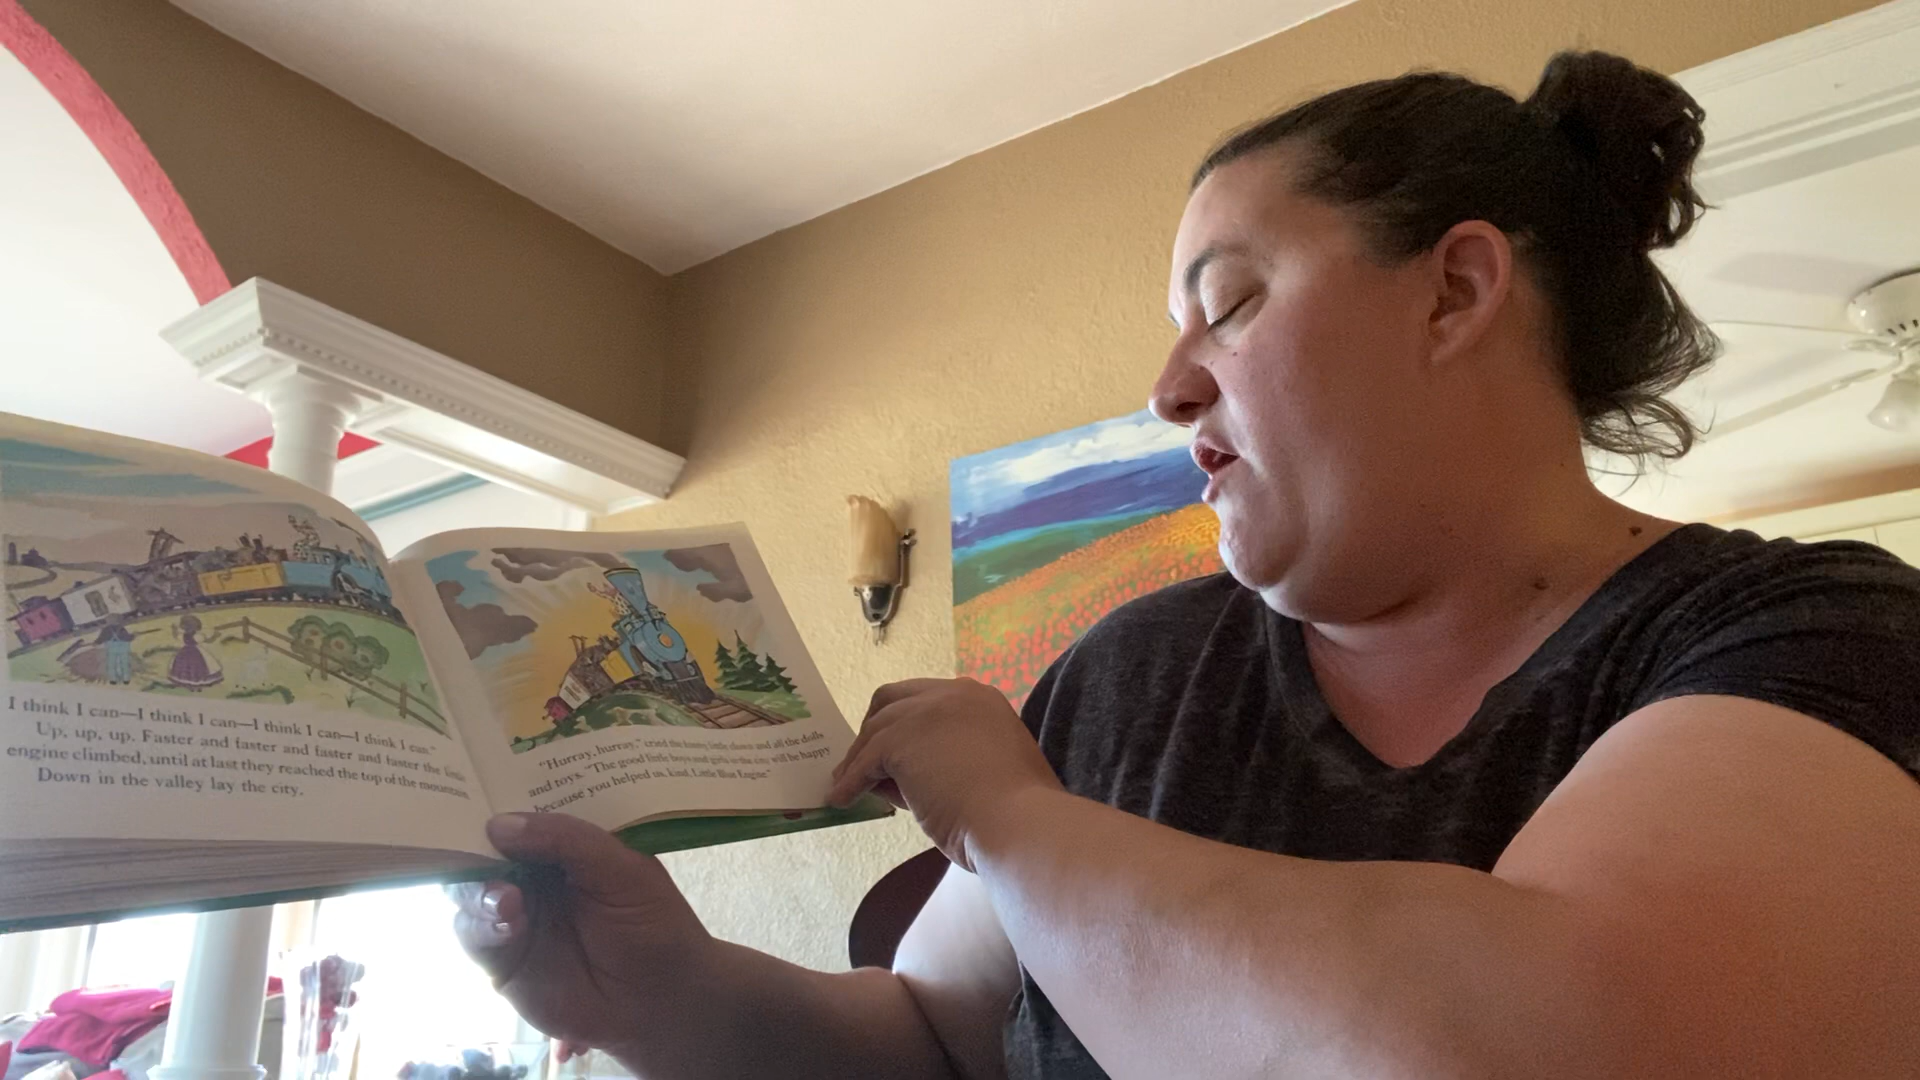 I think I can—I think I can—I think I can—I think I can."
Up, up, up. Faster and faster and faster and faster the little
engine climbed, until at last they reached the top of the mountain.
Down in the valley lay the city.
"Hurray, hurray," cried the funny little clown and all the dolls
and toys. "The good little boys and girls in the city will be happy
because you helped us, kind, Little Blue Engine."